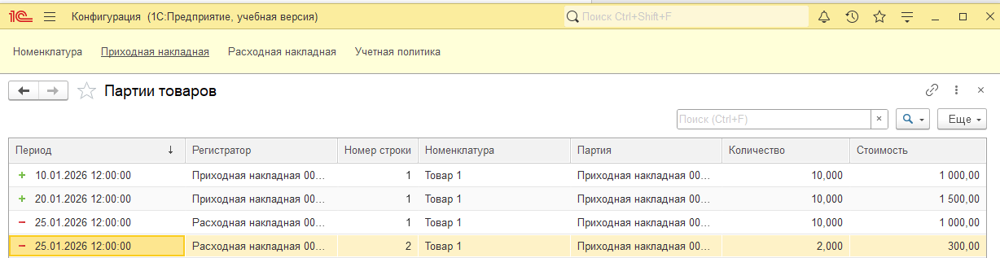 1С Конфигурация (1С:Предприятие, учебная версия) Поиск Ctrl+Shift+F
Номенклатура Приходная накладная Расходная накладная Учетная политика
Партии товаров
Поиск (Ctrl+F) × Еще
Период ↓ Регистратор Номер строки Номенклатура Партия Количество Стоимость
+ 10.01.2026 12:00:00 Приходная накладная 00... 1 Товар 1 Приходная накладная 00... 10,000 1 000,00
+ 20.01.2026 12:00:00 Приходная накладная 00... 1 Товар 1 Приходная накладная 00... 10,000 1 500,00
− 25.01.2026 12:00:00 Расходная накладная 00... 1 Товар 1 Приходная накладная 00... 10,000 1 000,00
− 25.01.2026 12:00:00 Расходная накладная 00... 2 Товар 1 Приходная накладная 00... 2,000 300,00